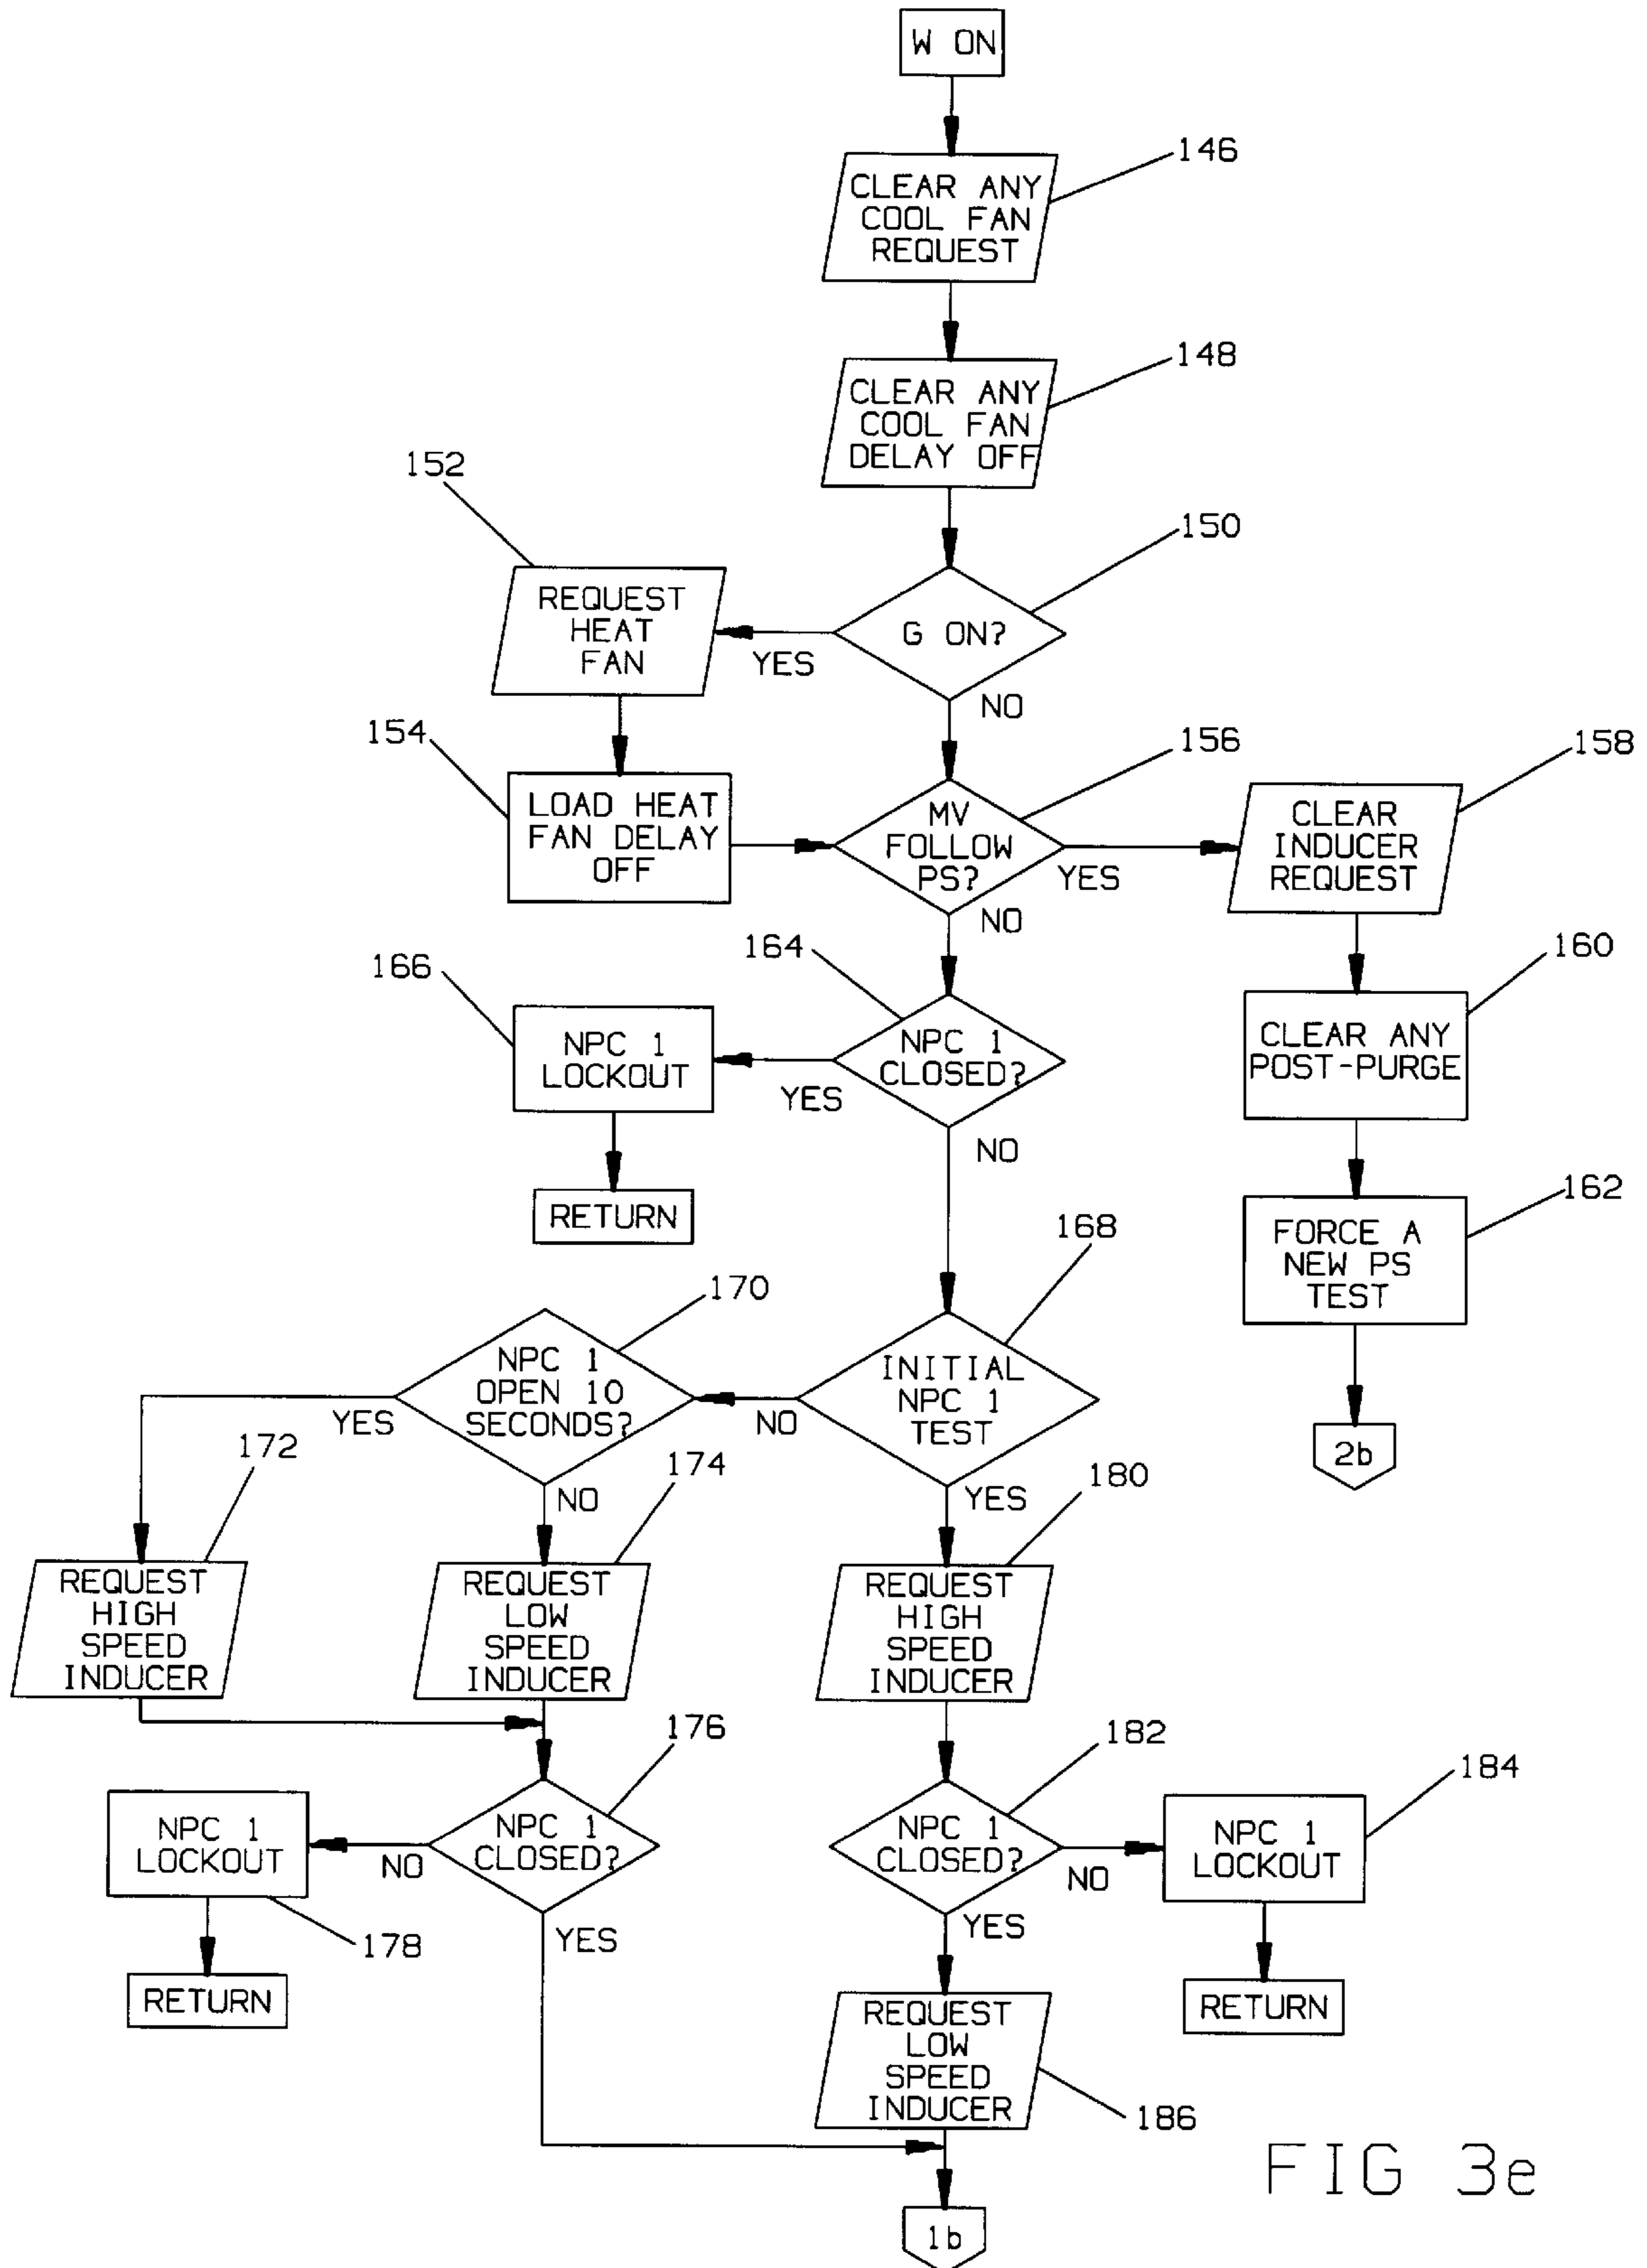 W ON
146
CLEAR ANY
COOL FAN
REQUEST
148
CLEAR ANY
COOL FAN
DELAY OFF
152
150
REQUEST
HEAT
FAN
YES
G ON?
NO
154
156
158
LOAD HEAT
FAN DELAY
OFF
MV
FOLLOW
PS?
YES
NO
CLEAR
INDUCER
REQUEST
166
164
160
NPC 1
LOCKOUT
YES
NPC 1
CLOSED?
NO
CLEAR ANY
POST-PURGE
RETURN
168
162
FORCE A
NEW PS
TEST
170
NPC 1
OPEN 10
SECONDS?
YES
NO
NO
INITIAL
NPC 1
TEST
YES
2b
172
174
180
REQUEST
HIGH
SPEED
INDUCER
REQUEST
LOW
SPEED
INDUCER
REQUEST
HIGH
SPEED
INDUCER
176
182
184
NPC 1
LOCKOUT
NO
NPC 1
CLOSED?
YES
NPC 1
CLOSED?
NO
YES
NPC 1
LOCKOUT
178
RETURN
RETURN
REQUEST
LOW
SPEED
INDUCER
186
1b
FIG 3e